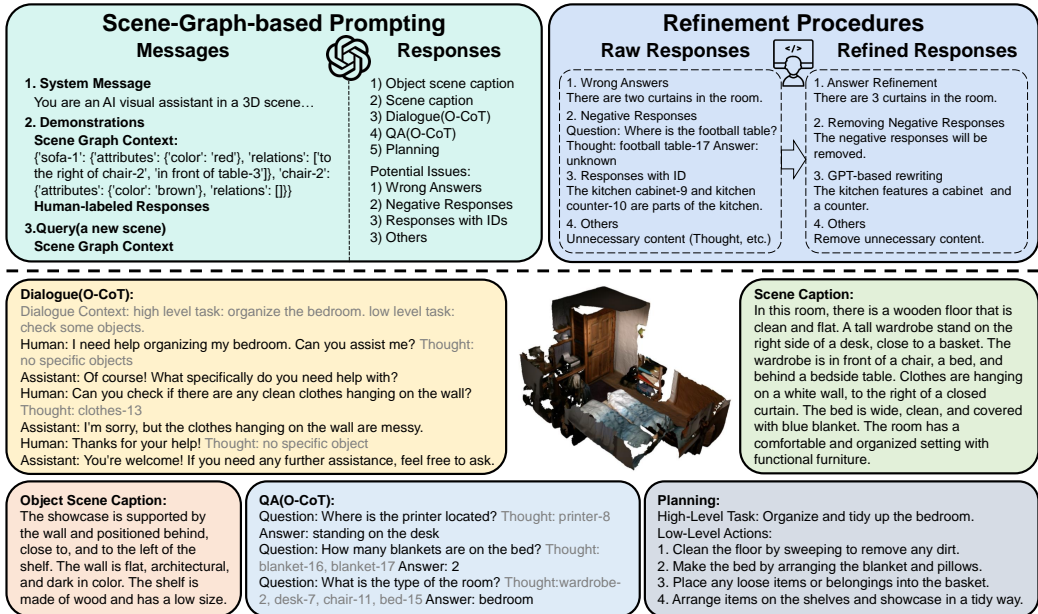 Scene-Graph-based Prompting
Messages
1. System Message
You are an AI visual assistant in a 3D scene…
2. Demonstrations
Scene Graph Context:
{'sofa-1': {'attributes': {'color': 'red'}, 'relations': ['to
the right of chair-2', 'in front of table-3']}, 'chair-2':
{'attributes': {'color': 'brown'}, 'relations': []}}
Human-labeled Responses
3.Query(a new scene)
Scene Graph Context
Responses
1) Object scene caption
2) Scene caption
3) Dialogue(O-CoT)
4) QA(O-CoT)
5) Planning
Potential Issues:
1) Wrong Answers
2) Negative Responses
3) Responses with IDs
3) Others
Refinement Procedures
Raw Responses
1. Wrong Answers
There are two curtains in the room.
2. Negative Responses
Question: Where is the football table?
Thought: football table-17 Answer:
unknown
3. Responses with ID
The kitchen cabinet-9 and kitchen
counter-10 are parts of the kitchen.
4. Others
Unnecessary content (Thought, etc.)
</>
Refined Responses
1. Answer Refinement
There are 3 curtains in the room.
2. Removing Negative Responses
The negative responses will be
removed.
3. GPT-based rewriting
The kitchen features a cabinet and
a counter.
4. Others
Remove unnecessary content.
Dialogue(O-CoT):
Dialogue Context: high level task: organize the bedroom. low level task:
check some objects.
Human: I need help organizing my bedroom. Can you assist me? Thought:
no specific objects
Assistant: Of course! What specifically do you need help with?
Human: Can you check if there are any clean clothes hanging on the wall?
Thought: clothes-13
Assistant: I'm sorry, but the clothes hanging on the wall are messy.
Human: Thanks for your help! Thought: no specific object
Assistant: You're welcome! If you need any further assistance, feel free to ask.
Scene Caption:
In this room, there is a wooden floor that is
clean and flat. A tall wardrobe stand on the
right side of a desk, close to a basket. The
wardrobe is in front of a chair, a bed, and
behind a bedside table. Clothes are hanging
on a white wall, to the right of a closed
curtain. The bed is wide, clean, and covered
with blue blanket. The room has a
comfortable and organized setting with
functional furniture.
Object Scene Caption:
The showcase is supported by
the wall and positioned behind,
close to, and to the left of the
shelf. The wall is flat, architectural,
and dark in color. The shelf is
made of wood and has a low size.
QA(O-CoT):
Question: Where is the printer located? Thought: printer-8
Answer: standing on the desk
Question: How many blankets are on the bed? Thought:
blanket-16, blanket-17 Answer: 2
Question: What is the type of the room? Thought:wardrobe-
2, desk-7, chair-11, bed-15 Answer: bedroom
Planning:
High-Level Task: Organize and tidy up the bedroom.
Low-Level Actions:
1. Clean the floor by sweeping to remove any dirt.
2. Make the bed by arranging the blanket and pillows.
3. Place any loose items or belongings into the basket.
4. Arrange items on the shelves and showcase in a tidy way.